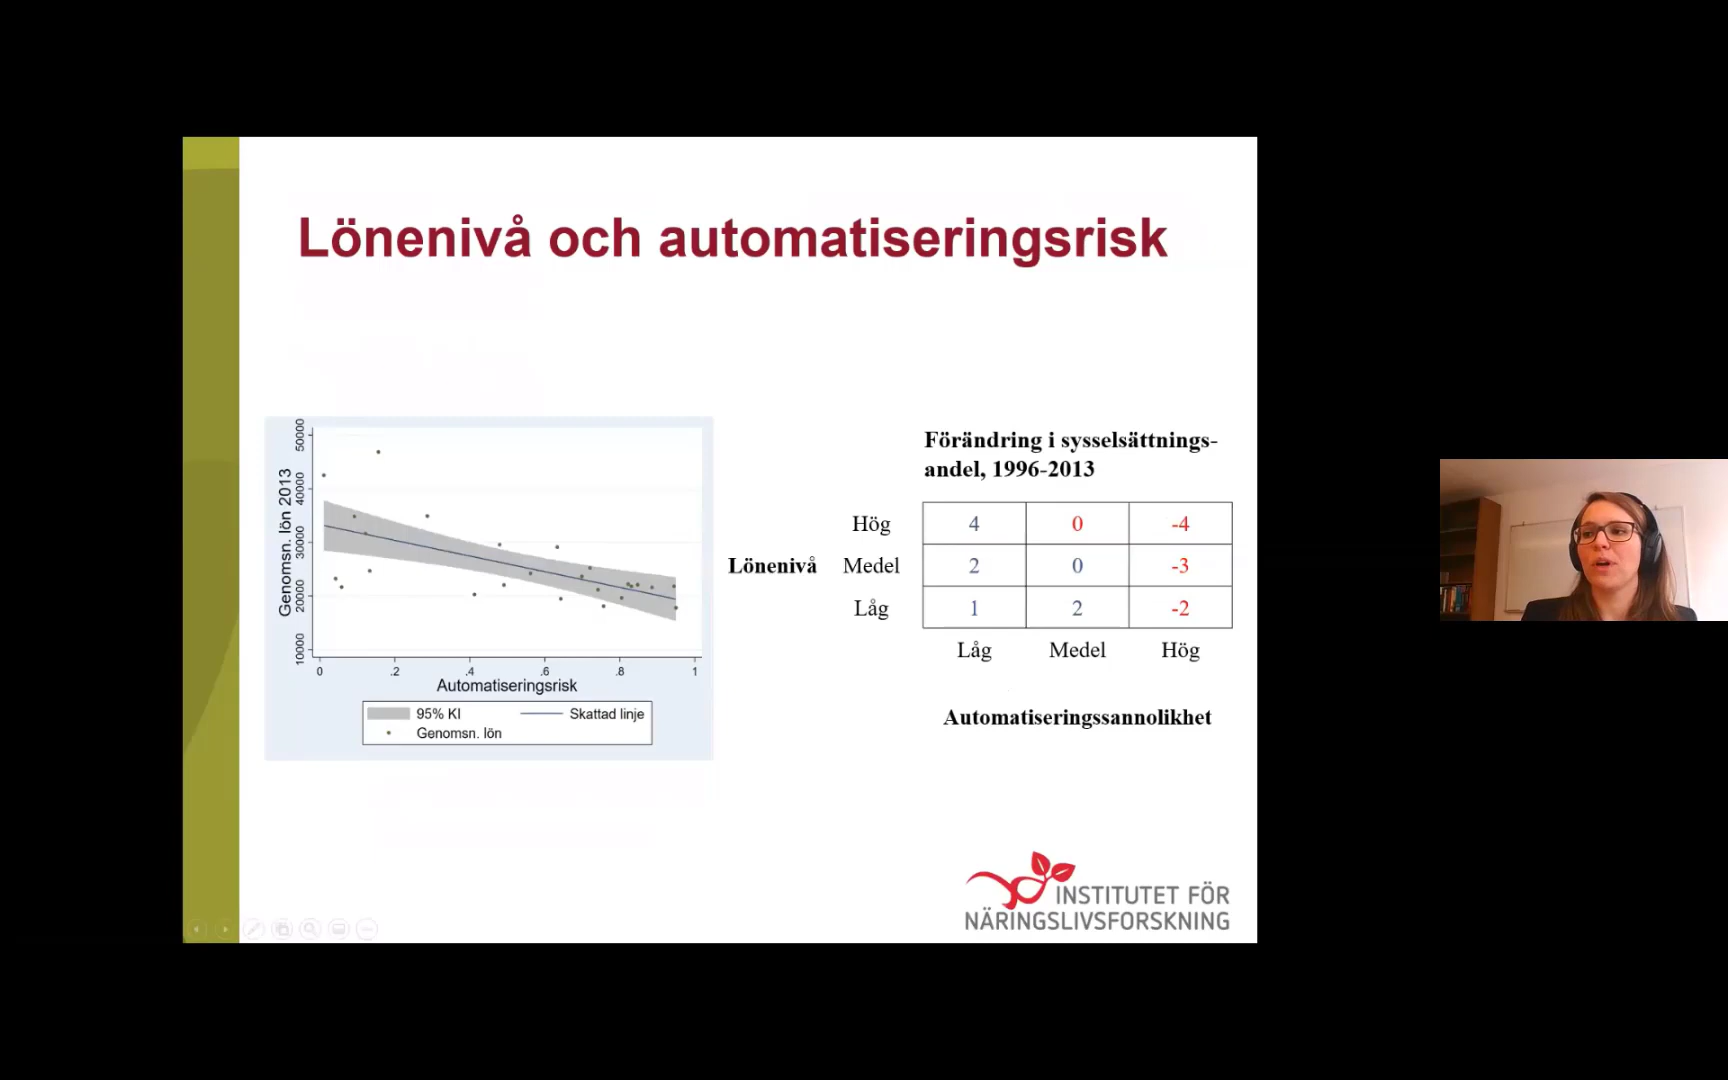 Lönenivå och automatiseringsrisk
Genomsn. lön 2013
50000
40000
30000
20000
10000
0 .2 .4 .6 .8 1
Automatiseringsrisk
95% KI Skattad linje
Genomsn. lön
Förändring i sysselsättnings-
andel, 1996-2013
Hög 4 0 -4
Lönenivå Medel 2 0 -3
Låg 1 2 -2
Låg Medel Hög
Automatiseringssannolikhet
INSTITUTET FÖR
NÄRINGSLIVSFORSKNING